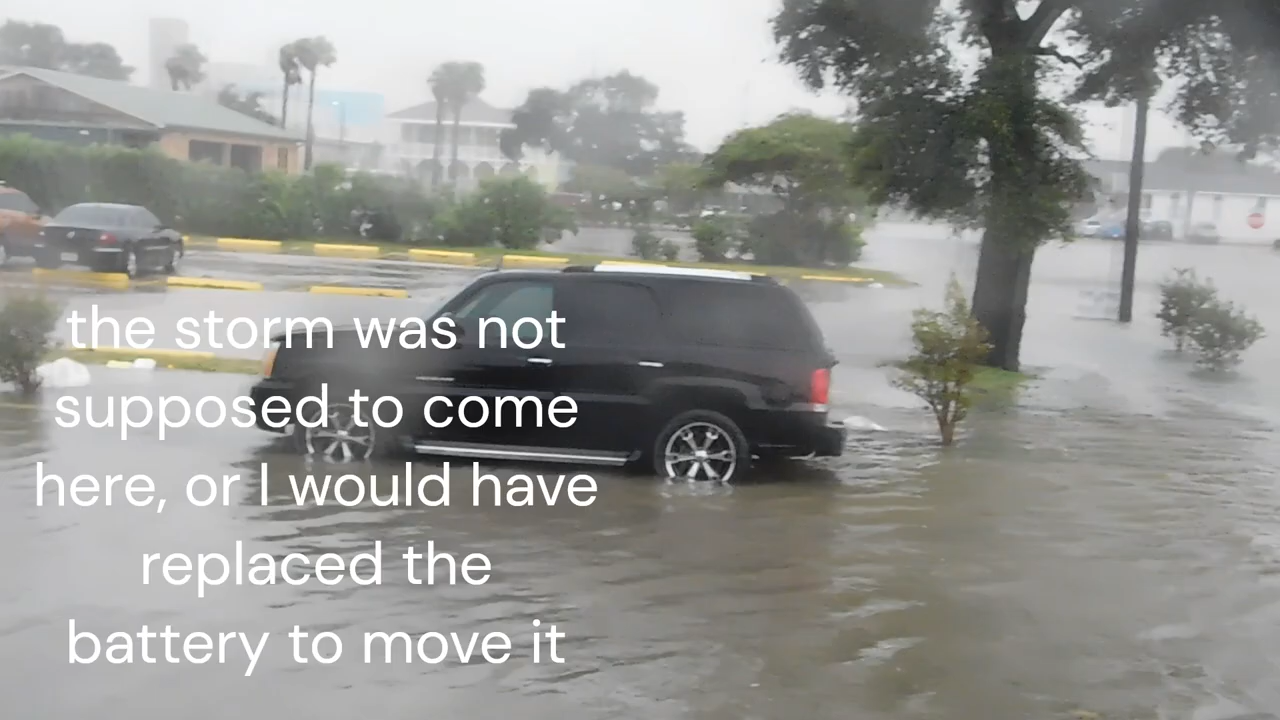 the storm was not
supposed to come
here, or I would have
replaced the
battery to move it